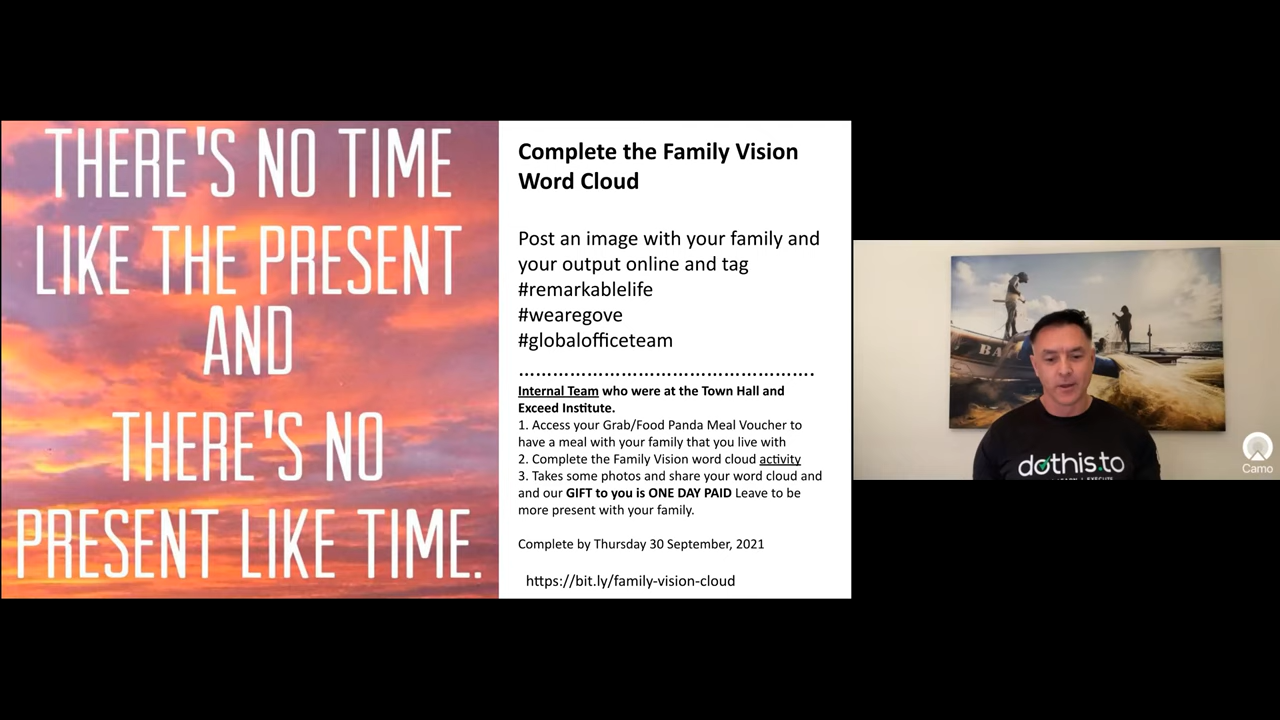 THERE'S NO TIME
LIKE THE PRESENT
AND
THERE'S NO
PRESENT LIKE TIME.
Complete the Family Vision
Word Cloud
Post an image with your family and
your output online and tag
#remarkablelife
#wearegove
#globalofficeteam
Internal Team who were at the Town Hall and
Exceed Institute.
1. Access your Grab/Food Panda Meal Voucher to
have a meal with your family that you live with
2. Complete the Family Vision word cloud activity
3. Takes some photos and share your word cloud and
and our GIFT to you is ONE DAY PAID Leave to be
more present with your family.
Complete by Thursday 30 September, 2021
https://bit.ly/family-vision-cloud
BA
dothis.to
Camo